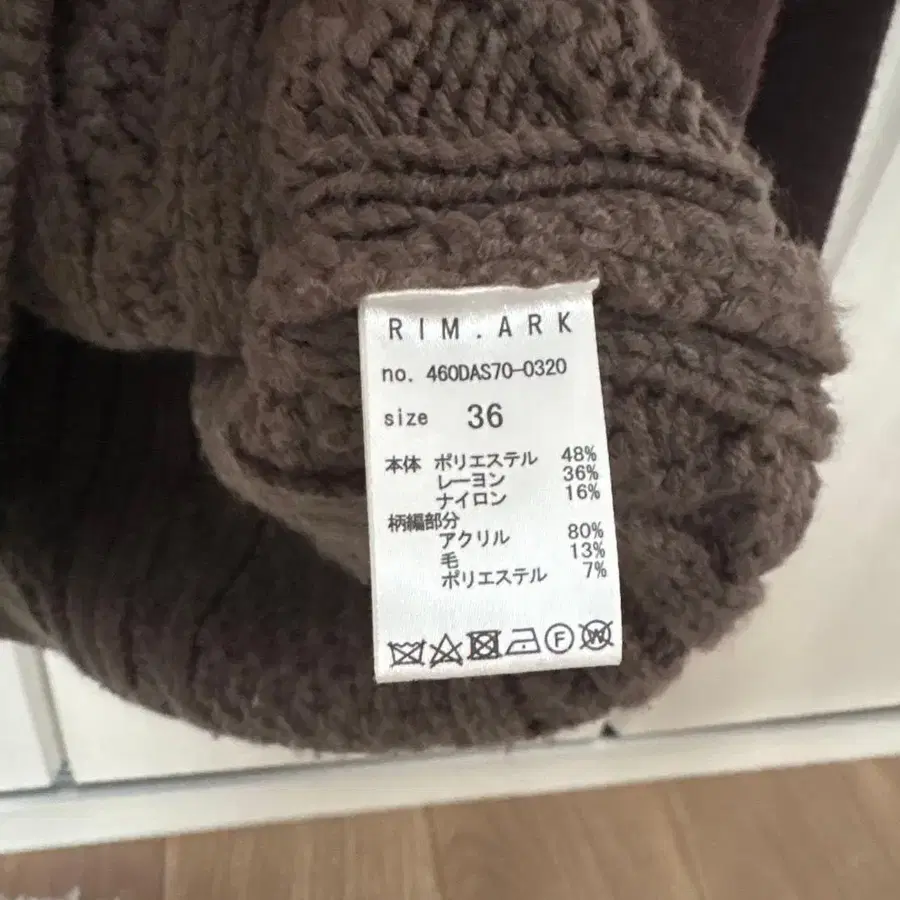 RIM.ARK
no. 460DAS70-0320
size 36
本体 ポリエステル 48%
レーヨン 36%
ナイロン 16%
柄編部分
アクリル 80%
毛 13%
ポリエステル 7%
F W